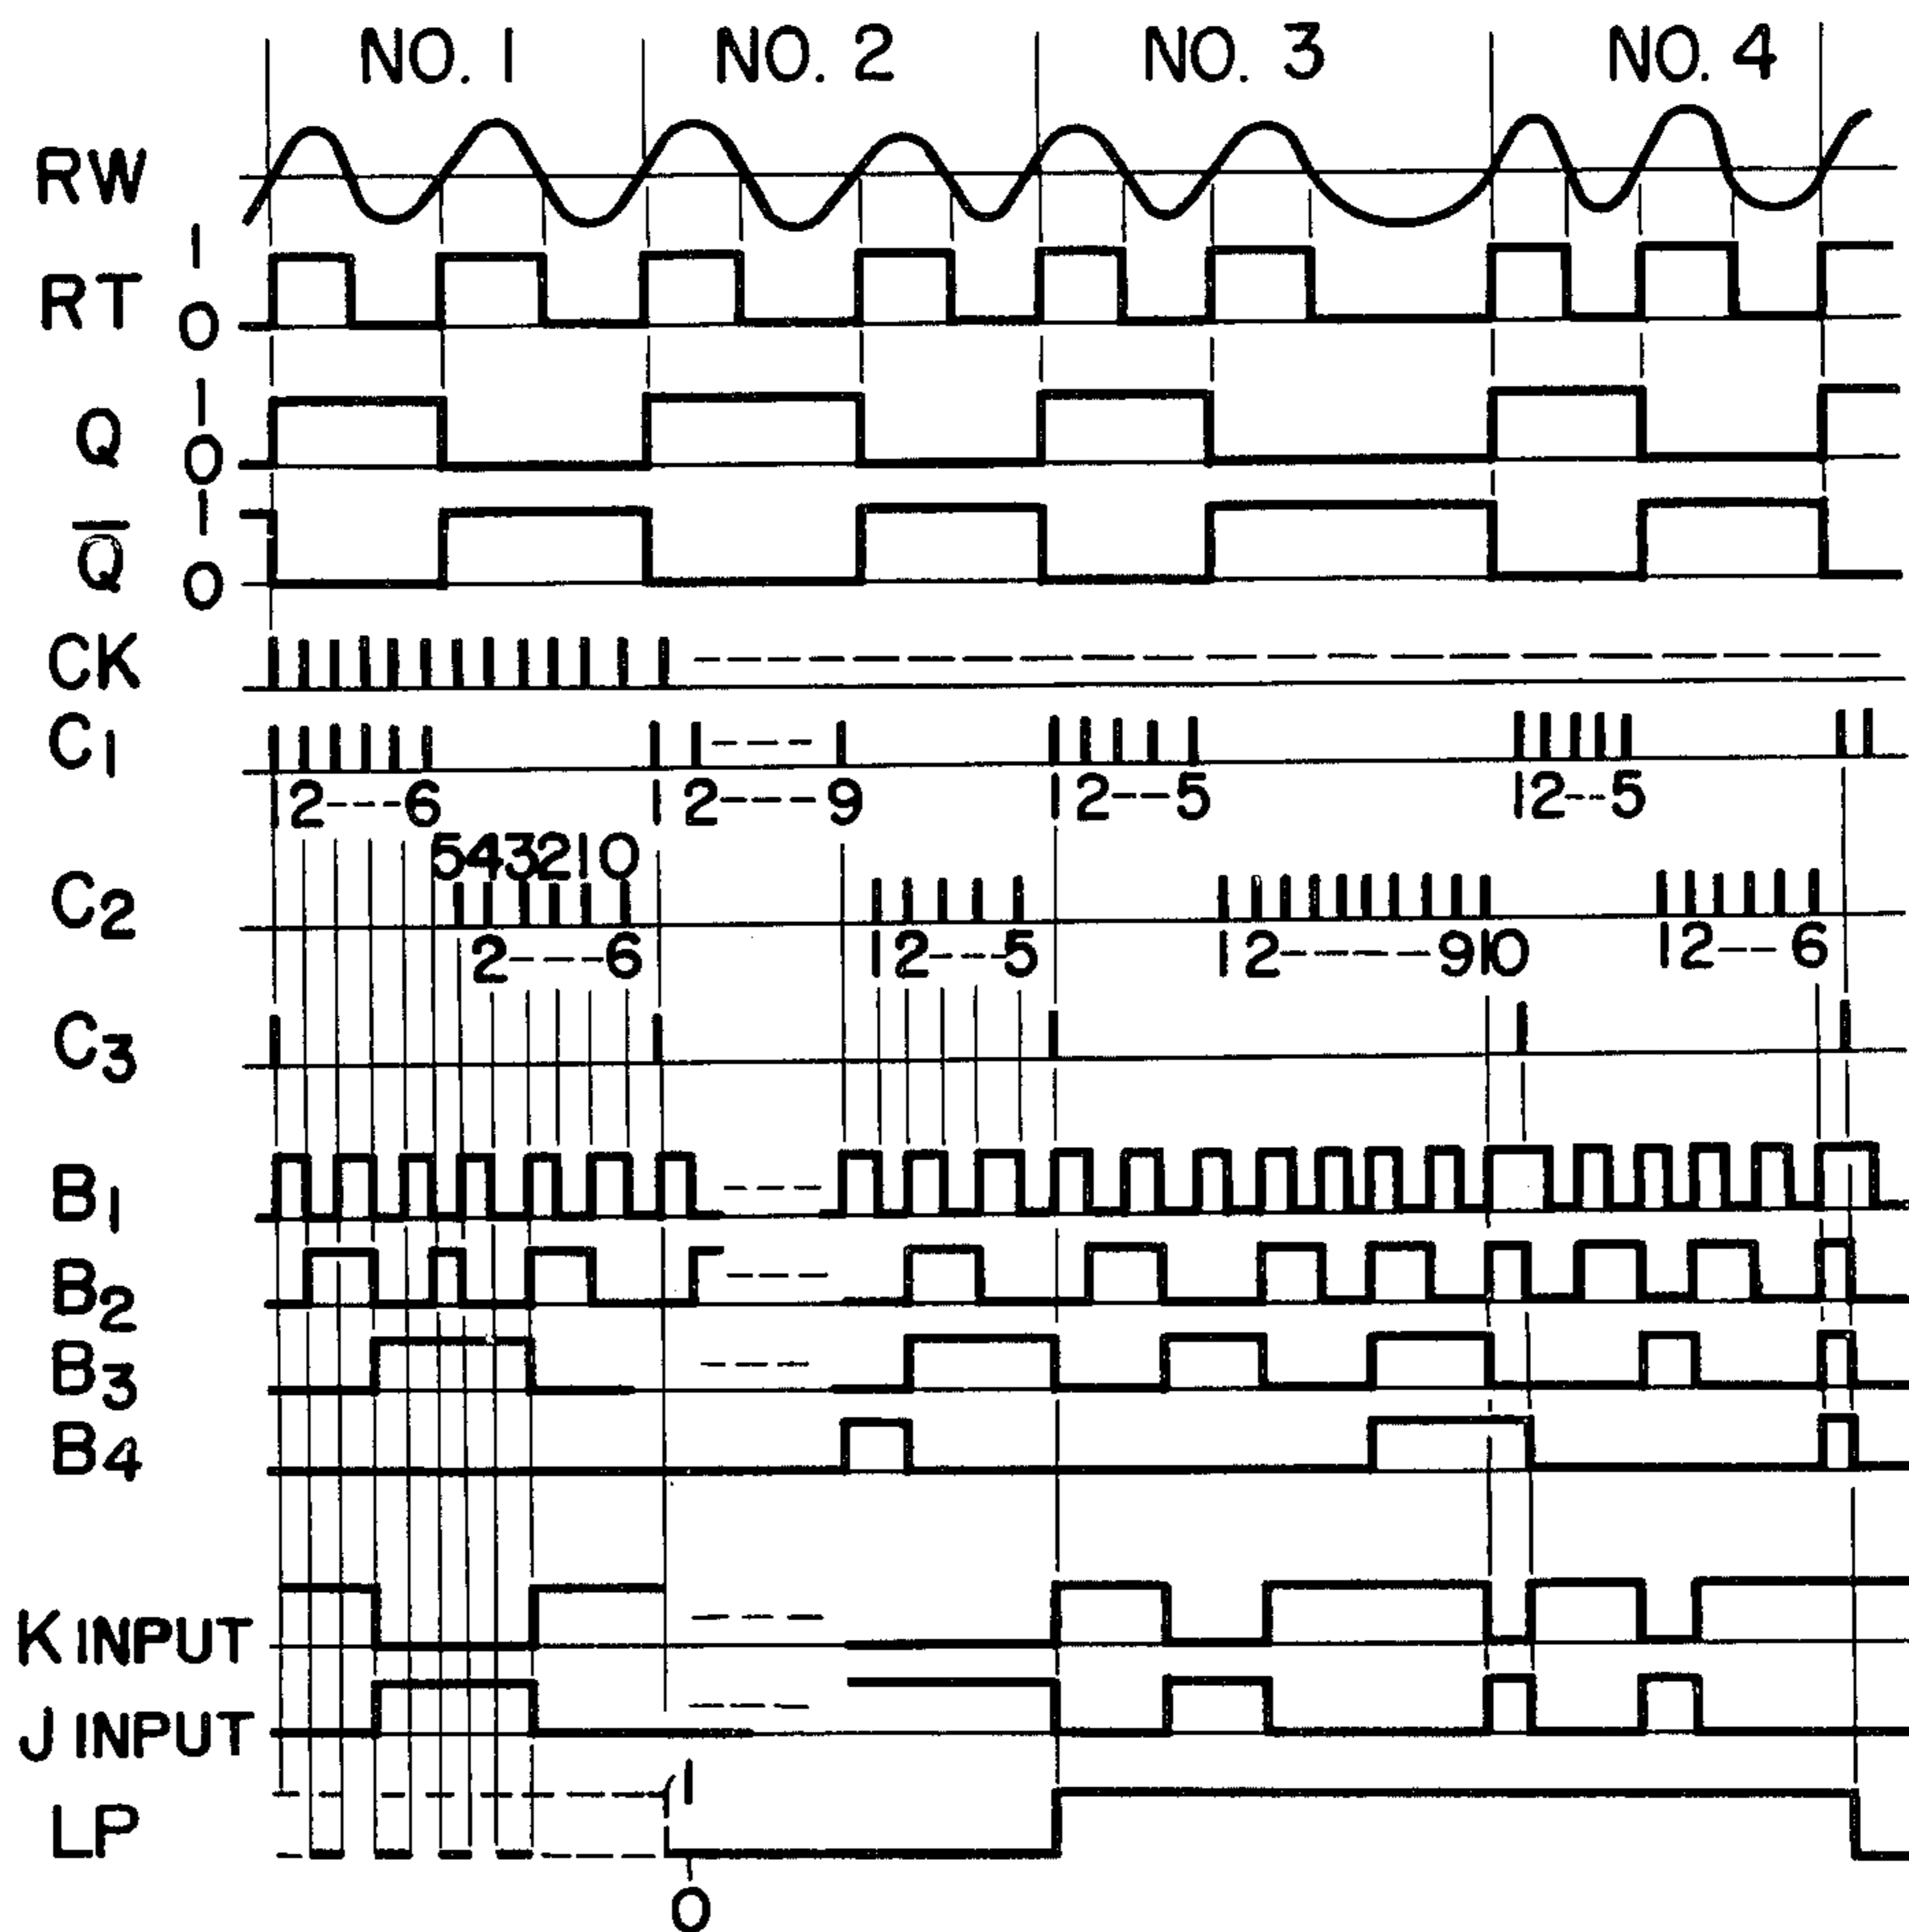 NO. 1 NO. 2 NO. 3 NO. 4
RW
1
RT 0
1
Q 0
1
Q̅ 0
CK
C1
12---6 12----9 12--5 12--5
543210
C2
2---6 12---5 12-----910 12--6
C3
B1
B2
B3
B4
K INPUT
J INPUT
1
LP
0